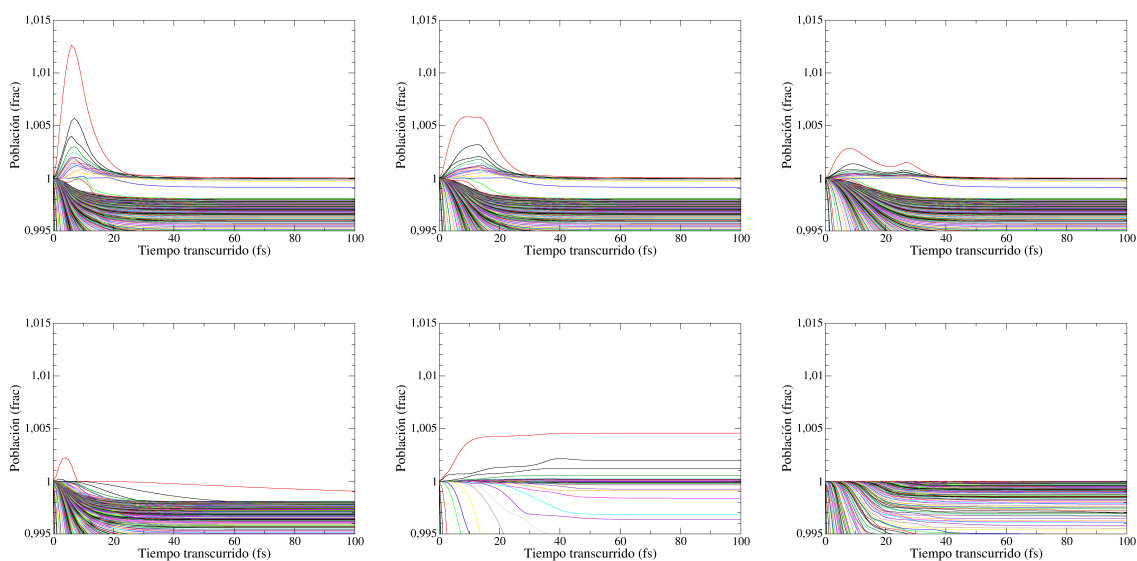 1,015
1,01
1,005
1
0,995
0 20 40 60 80 100
Tiempo transcurrido (fs)
Población (frac)
1,015
1,01
1,005
1
0,995
0 20 40 60 80 100
Tiempo transcurrido (fs)
Población (frac)
1,015
1,01
1,005
1
0,995
0 20 40 60 80 100
Tiempo transcurrido (fs)
Población (frac)
1,015
1,01
1,005
1
0,995
0 20 40 60 80 100
Tiempo transcurrido (fs)
Población (frac)
1,015
1,01
1,005
1
0,995
0 20 40 60 80 100
Tiempo transcurrido (fs)
Población (frac)
1,015
1,01
1,005
1
0,995
0 20 40 60 80 100
Tiempo transcurrido (fs)
Población (frac)